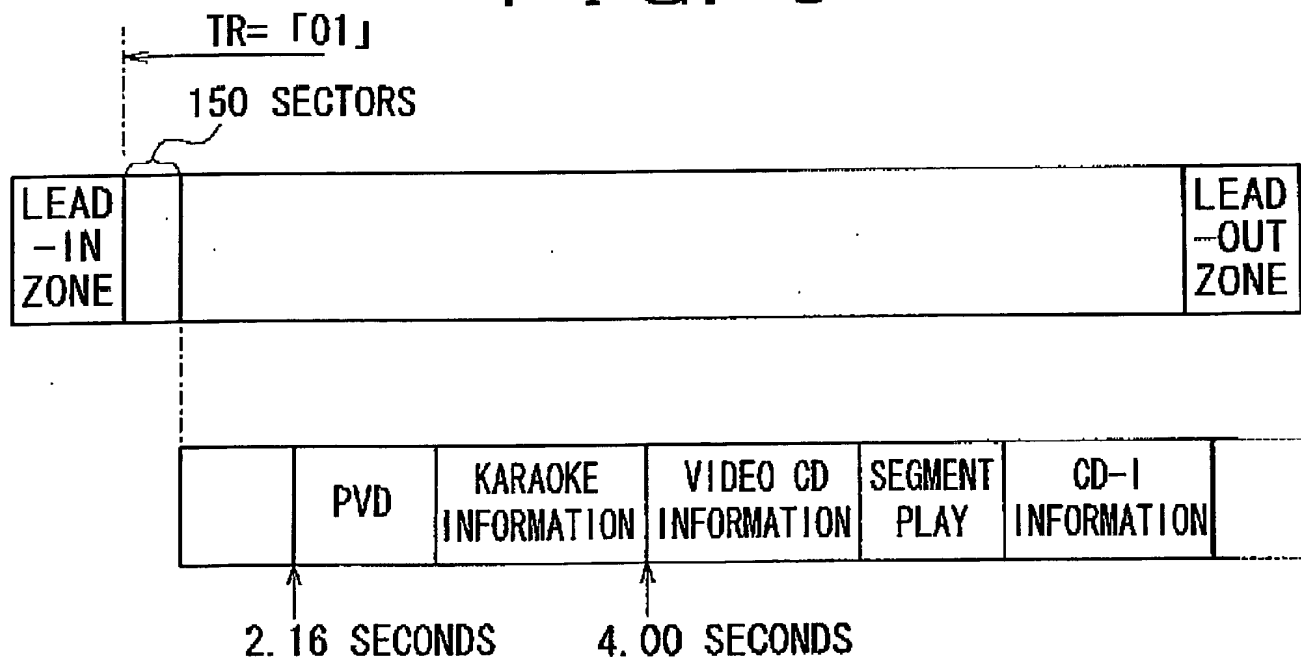 TR= 「01」
150 SECTORS
LEAD
-IN
ZONE
LEAD
-OUT
ZONE
PVD
KARAOKE
INFORMATION
VIDEO CD
INFORMATION
SEGMENT
PLAY
CD-I
INFORMATION
2.16 SECONDS
4.00 SECONDS